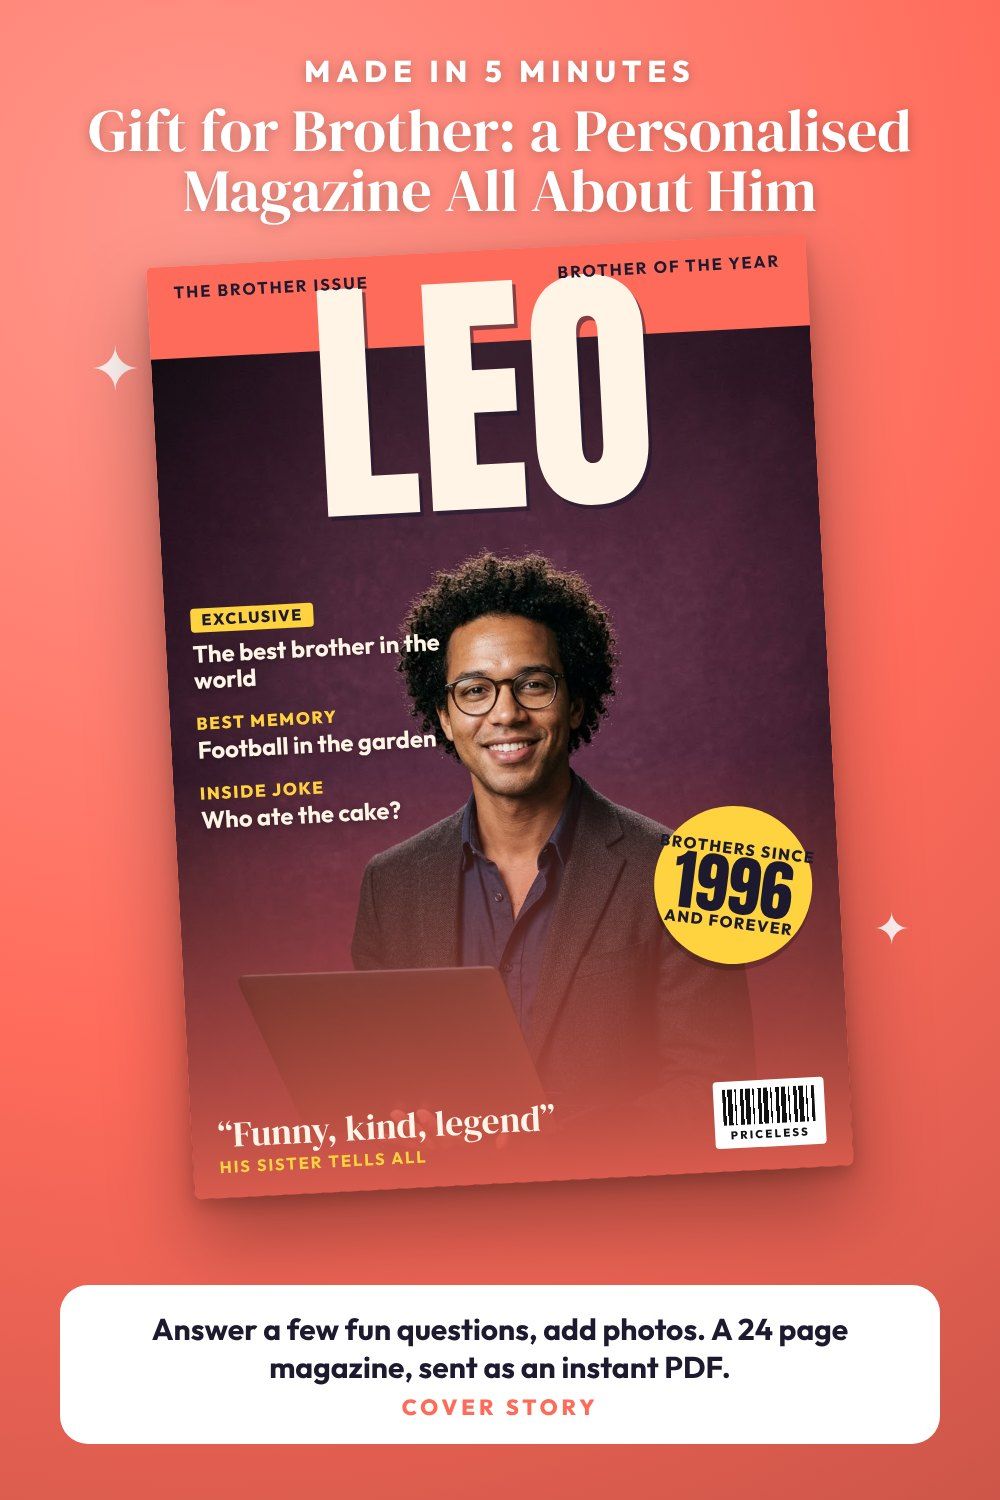 MADE IN 5 MINUTES
Gift for Brother: a Personalised
Magazine All About Him
THE BROTHER ISSUE
BROTHER OF THE YEAR
LEO
EXCLUSIVE
The best brother in the
world
BEST MEMORY
Football in the garden
INSIDE JOKE
Who ate the cake?
BROTHERS SINCE
1996
AND FOREVER
“Funny, kind, legend”
HIS SISTER TELLS ALL
PRICELESS
Answer a few fun questions, add photos. A 24 page
magazine, sent as an instant PDF.
COVER STORY